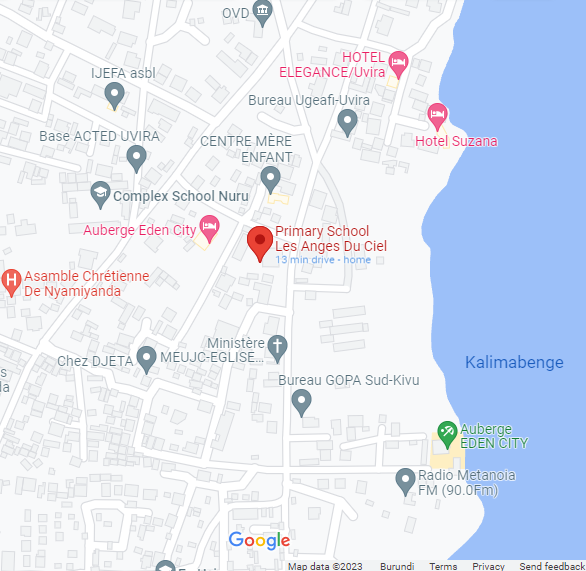 OVD
HOTEL
ELEGANCE/Uvira
IJEFA asbl
Bureau Ugeafi-Uvira
Base ACTED UVIRA
Hotel Suzana
CENTRE MÈRE
ENFANT
Complex School Nuru
Auberge Eden City
Primary School
Les Anges Du Ciel
13 min drive - home
H
Asamble Chrétienne
De Nyamiyanda
Ministère
MEUJC-EGLISE...
Chez DJETA
Kalimabenge
Bureau GOPA Sud-Kivu
Auberge
EDEN CITY
Radio Metanoia
FM (90.0Fm)
Google
Map data ©2023 Burundi Terms Privacy Send feedback